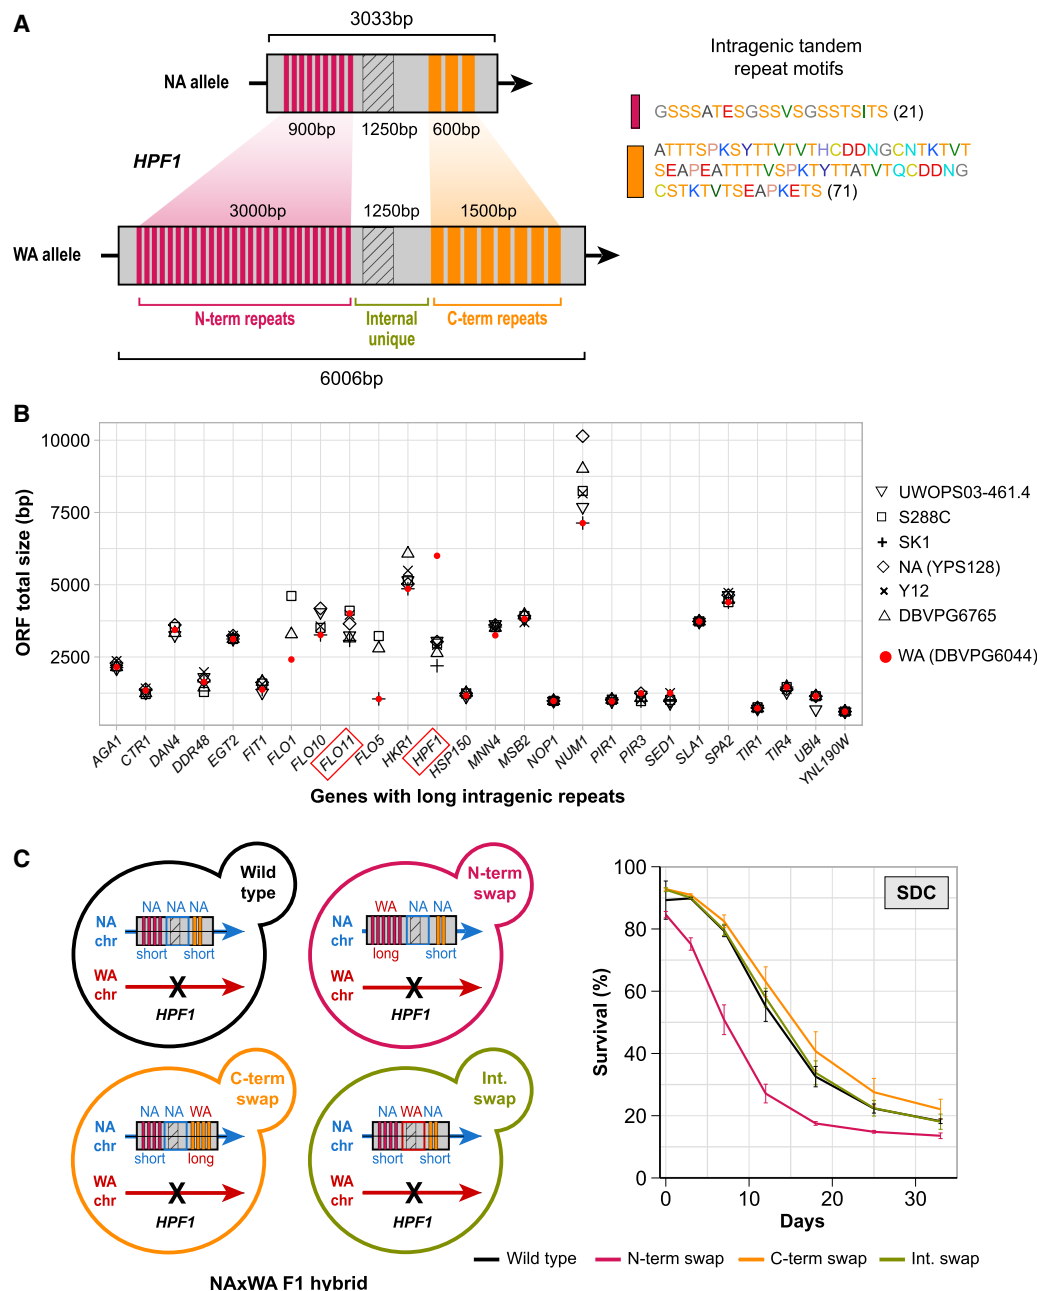 A
3033bp
NA allele
900bp
1250bp
600bp
HPF1
3000bp
1250bp
1500bp
WA allele
N-term repeats
Internal
unique
C-term repeats
6006bp
Intragenic tandem
repeat motifs
GSSSATESGSSVSGSSTSITS (21)
ATTTSPKSYTTVTVTHCDDNGCNTKTVT
SEAPEATTTTVSPKTYTTATVTQCDDNG
CSTKTVTSEAPKETS (71)
B
ORF total size (bp)
10000
7500
5000
2500
AGA1
CTR1
DAN4
DDR48
EGT2
FIT1
FLO1
FLO10
FLO11
FLO5
HKR1
HPF1
HSP150
MNN4
MSB2
NOP1
NUM1
PIR1
PIR3
SED1
SLA1
SPA2
TIR1
TIR4
UBI4
YNL190W
Genes with long intragenic repeats
UWOPS03-461.4
S288C
SK1
NA (YPS128)
Y12
DBVPG6765
WA (DBVPG6044)
C
Wild
type
NA NA NA
NA
chr
short short
WA
chr
X
HPF1
N-term
swap
WA NA NA
NA
chr
long short
WA
chr
X
HPF1
C-term
swap
NA NA WA
NA
chr
short long
WA
chr
X
HPF1
Int.
swap
NA WA NA
NA
chr
short short
WA
chr
X
HPF1
NAxWA F1 hybrid
SDC
Survival (%)
100
80
60
40
20
0
0 10 20 30
Days
Wild type
N-term swap
C-term swap
Int. swap